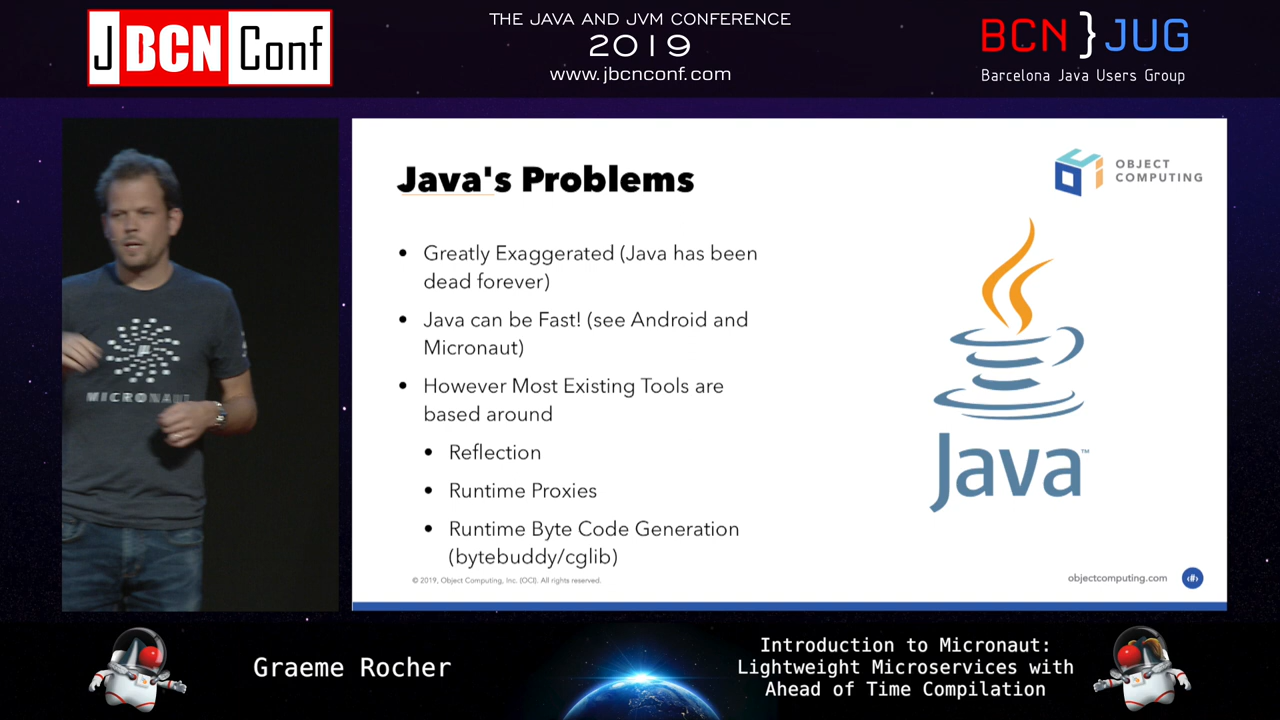 JBCNConf
THE JAVA AND JVM CONFERENCE
2019
www.jbcnconf.com
BCN}JUG
Barcelona Java Users Group
Java's Problems
OBJECT
COMPUTING
• Greatly Exaggerated (Java has been
dead forever)
• Java can be Fast! (see Android and
Micronaut)
• However Most Existing Tools are
based around
• Reflection
• Runtime Proxies
• Runtime Byte Code Generation
(bytebuddy/cglib)
Java™
© 2019, Object Computing, Inc. (OCI). All rights reserved.
objectcomputing.com
‹#›
MICRONAUT
Graeme Rocher
Introduction to Micronaut:
Lightweight Microservices with
Ahead of Time Compilation